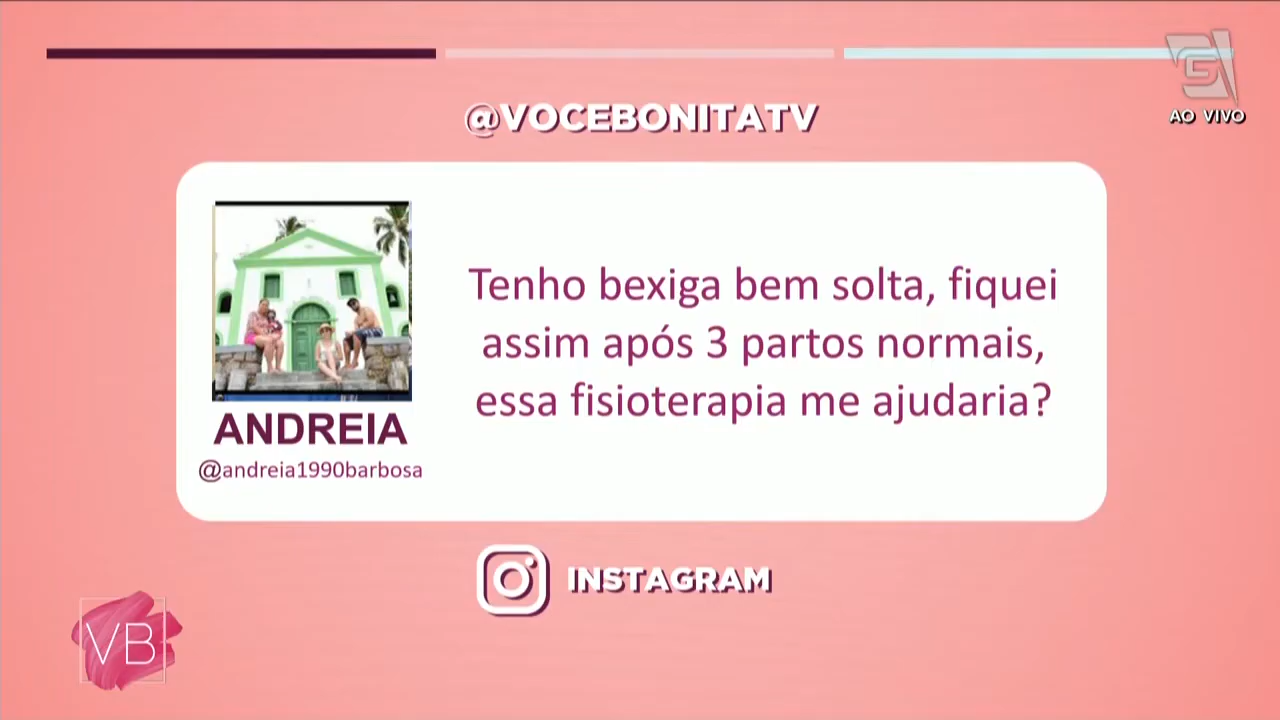 @VOCEBONITATV
AO VIVO
Tenho bexiga bem solta, fiquei
assim após 3 partos normais,
essa fisioterapia me ajudaria?
ANDREIA
@andreia1990barbosa
INSTAGRAM
VB